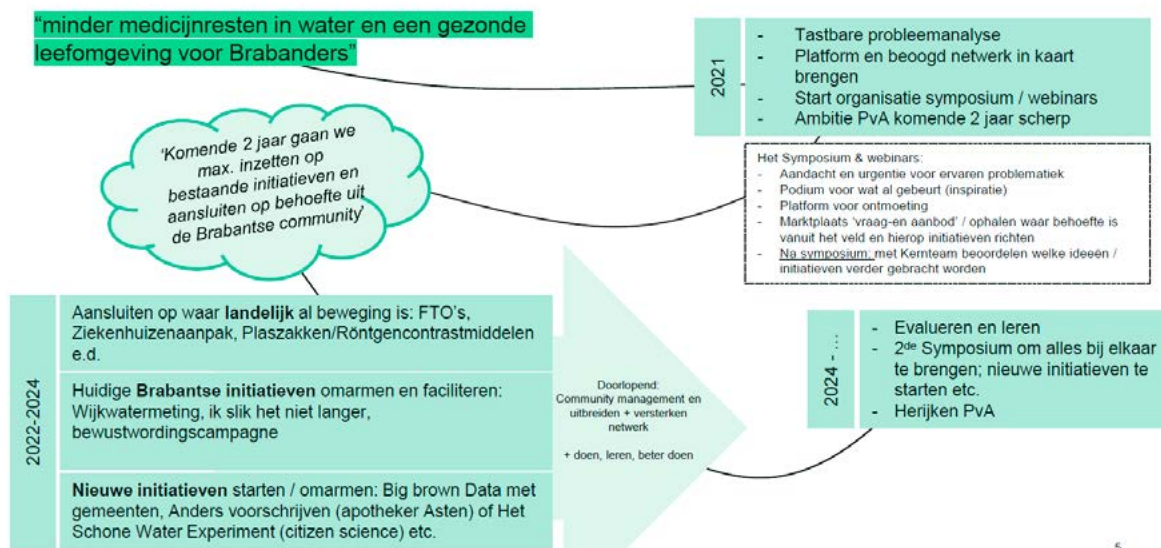 “minder medicijnresten in water en een gezonde
leefomgeving voor Brabanders”
2021
- Tastbare probleemanalyse
- Platform en beoogd netwerk in kaart
brengen
- Start organisatie symposium / webinars
- Ambitie PvA komende 2 jaar scherp
‘Komende 2 jaar gaan we
max. inzetten op
bestaande initiatieven en
aansluiten op behoefte uit
de Brabantse community’
Het Symposium & webinars:
- Aandacht en urgentie voor ervaren problematiek
- Podium voor wat al gebeurt (inspiratie)
- Platform voor ontmoeting
- Marktplaats ‘vraag-en aanbod’ / ophalen waar behoefte is
vanuit het veld en hierop initiatieven richten
- Na symposium: met Kernteam beoordelen welke ideeën /
initiatieven verder gebracht worden
2022-2024
Aansluiten op waar landelijk al beweging is: FTO’s,
Ziekenhuizenaanpak, Plaszakken/Röntgencontrastmiddelen
e.d.
Huidige Brabantse initiatieven omarmen en faciliteren:
Wijkwatermeting, ik slik het niet langer,
bewustwordingscampagne
Nieuwe initiatieven starten / omarmen: Big brown Data met
gemeenten, Anders voorschrijven (apotheker Asten) of Het
Schone Water Experiment (citizen science) etc.
Doorlopend:
Community management en
uitbreiden + versterken
netwerk
+ doen, leren, beter doen
2024 - ...
- Evalueren en leren
- 2de Symposium om alles bij elkaar
te brengen; nieuwe initiatieven te
starten etc.
- Herijken PvA